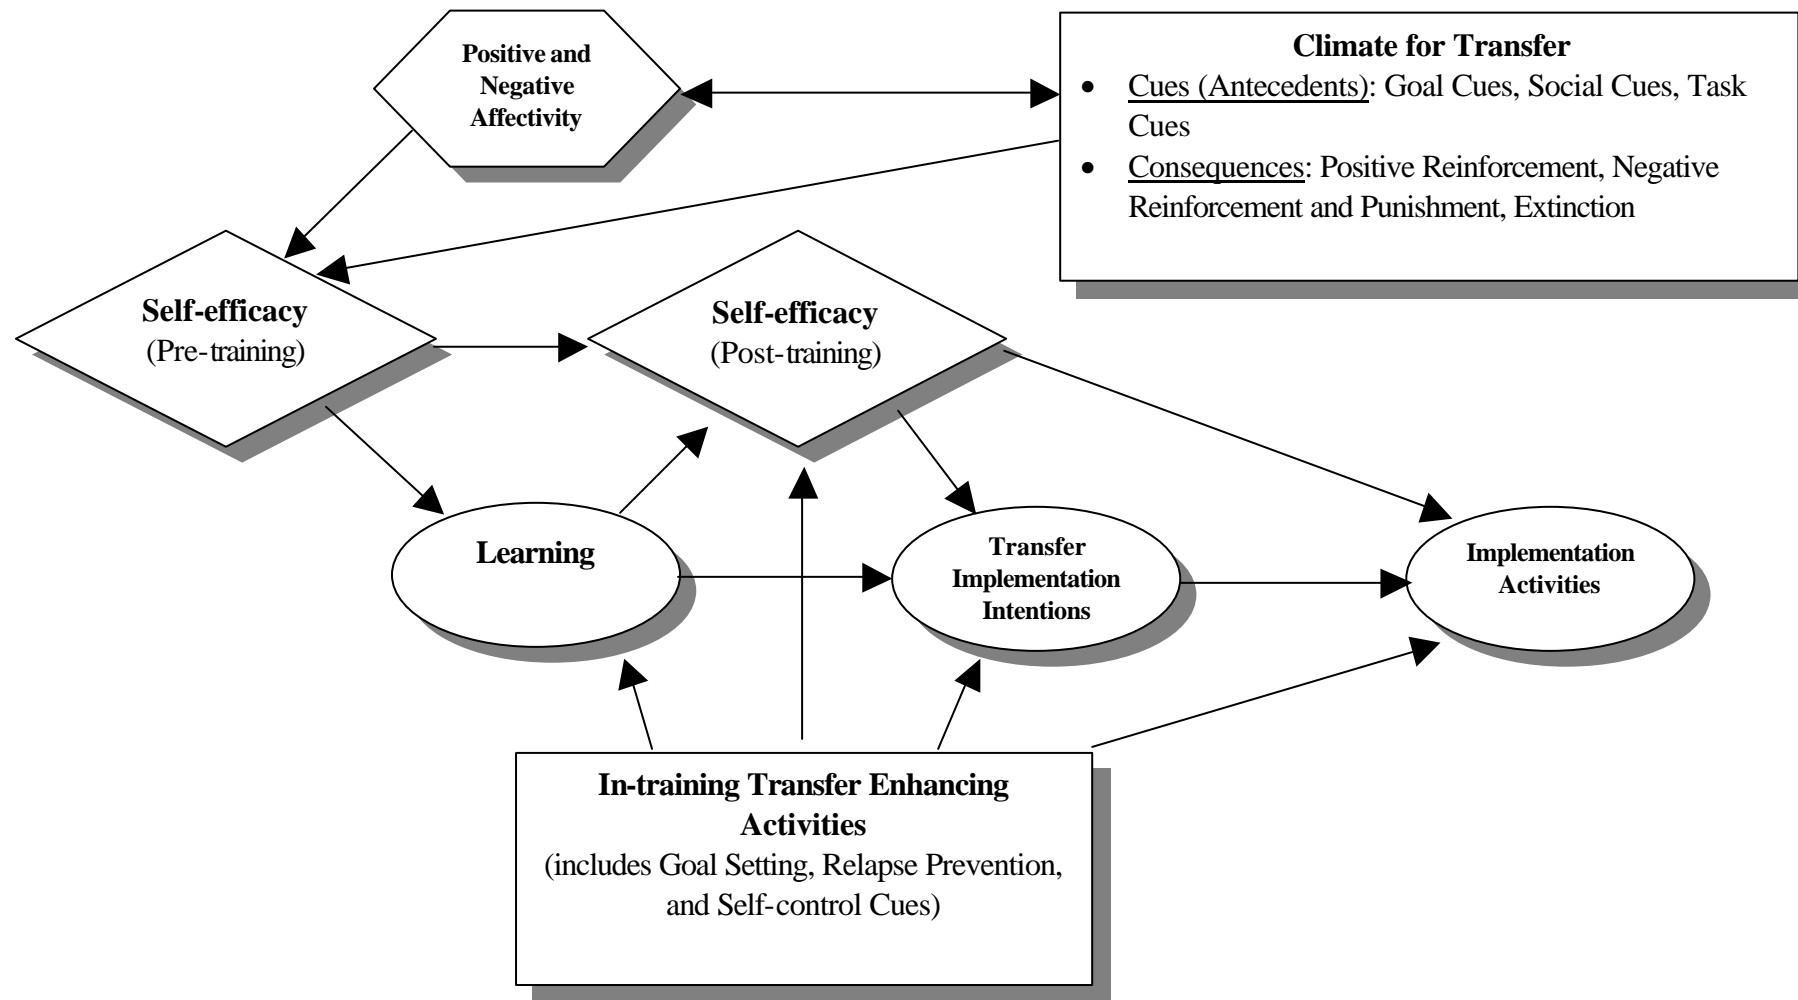 Positive and
Negative
Affectivity
Climate for Transfer
• Cues (Antecedents): Goal Cues, Social Cues, Task
Cues
• Consequences: Positive Reinforcement, Negative
Reinforcement and Punishment, Extinction
Self-efficacy
(Pre-training)
Self-efficacy
(Post-training)
Learning
Transfer
Implementation
Intentions
Implementation
Activities
In-training Transfer Enhancing
Activities
(includes Goal Setting, Relapse Prevention,
and Self-control Cues)